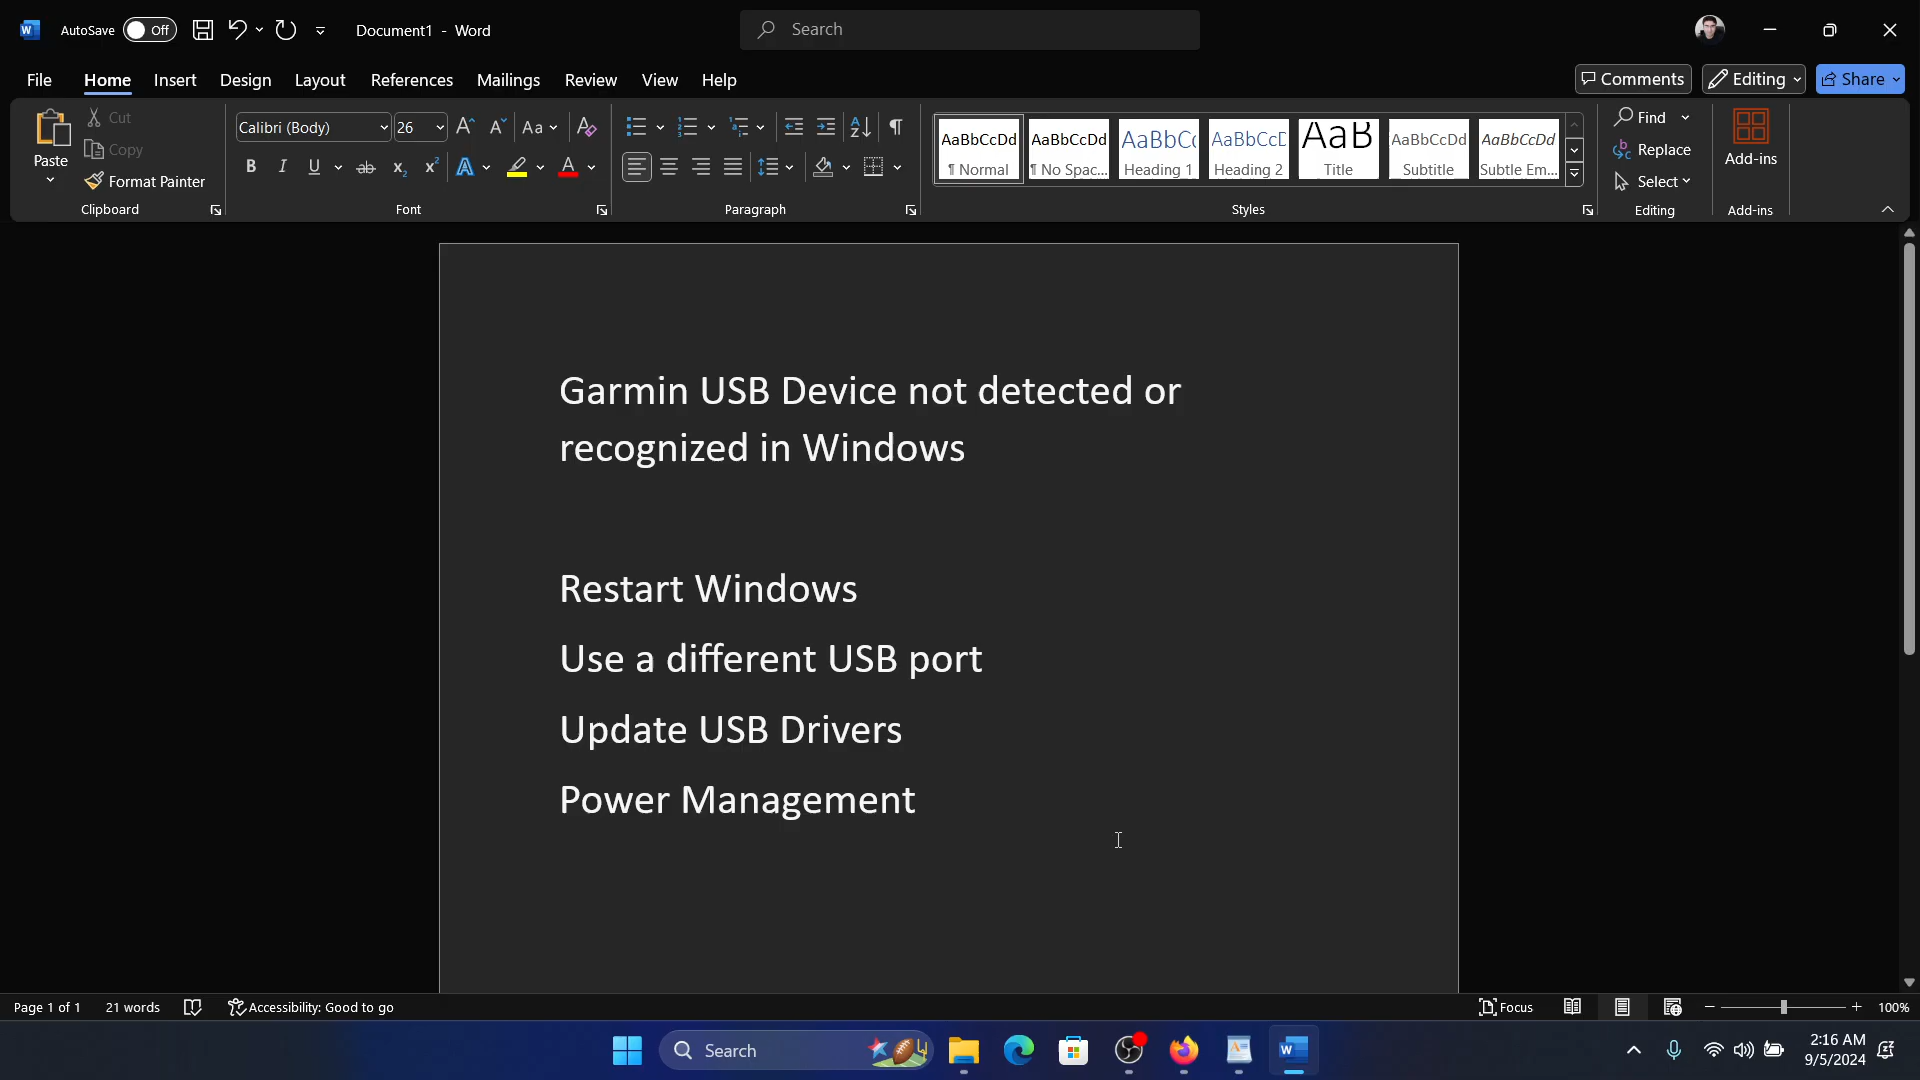 AutoSave Off Document1 - Word Search
File Home Insert Design Layout References Mailings Review View Help Comments Editing Share
Paste Cut Copy Format Painter
Clipboard
Calibri (Body) 26 Aa
B I U ab x₂ x² A A
Font
Paragraph
AaBbCcDd AaBbCcDd AaBbCc AaBbCcD AaB AaBbCcDd AaBbCcDd
¶ Normal ¶ No Spac... Heading 1 Heading 2 Title Subtitle Subtle Em...
Styles
Find
Replace
Select
Editing
Add-ins
Add-ins
Garmin USB Device not detected or
recognized in Windows
Restart Windows
Use a different USB port
Update USB Drivers
Power Management
Page 1 of 1 21 words Accessibility: Good to go Focus 100%
Search 2:16 AM
9/5/2024